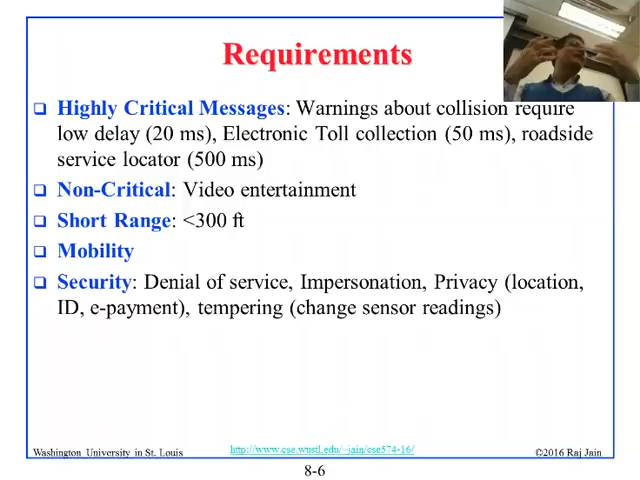 Requirements
❑ Highly Critical Messages: Warnings about collision require
low delay (20 ms), Electronic Toll collection (50 ms), roadside
service locator (500 ms)
❑ Non-Critical: Video entertainment
❑ Short Range: <300 ft
❑ Mobility
❑ Security: Denial of service, Impersonation, Privacy (location,
ID, e-payment), tempering (change sensor readings)
Washington University in St. Louis
http://www.cse.wustl.edu/~jain/cse574-16/
©2016 Raj Jain
8-6